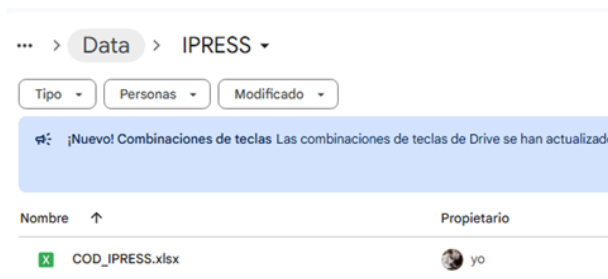 ... > Data > IPRESS
Tipo Personas Modificado
¡Nuevo! Combinaciones de teclas Las combinaciones de teclas de Drive se han actualizad
Nombre ↑ Propietario
X COD_IPRESS.xlsx yo